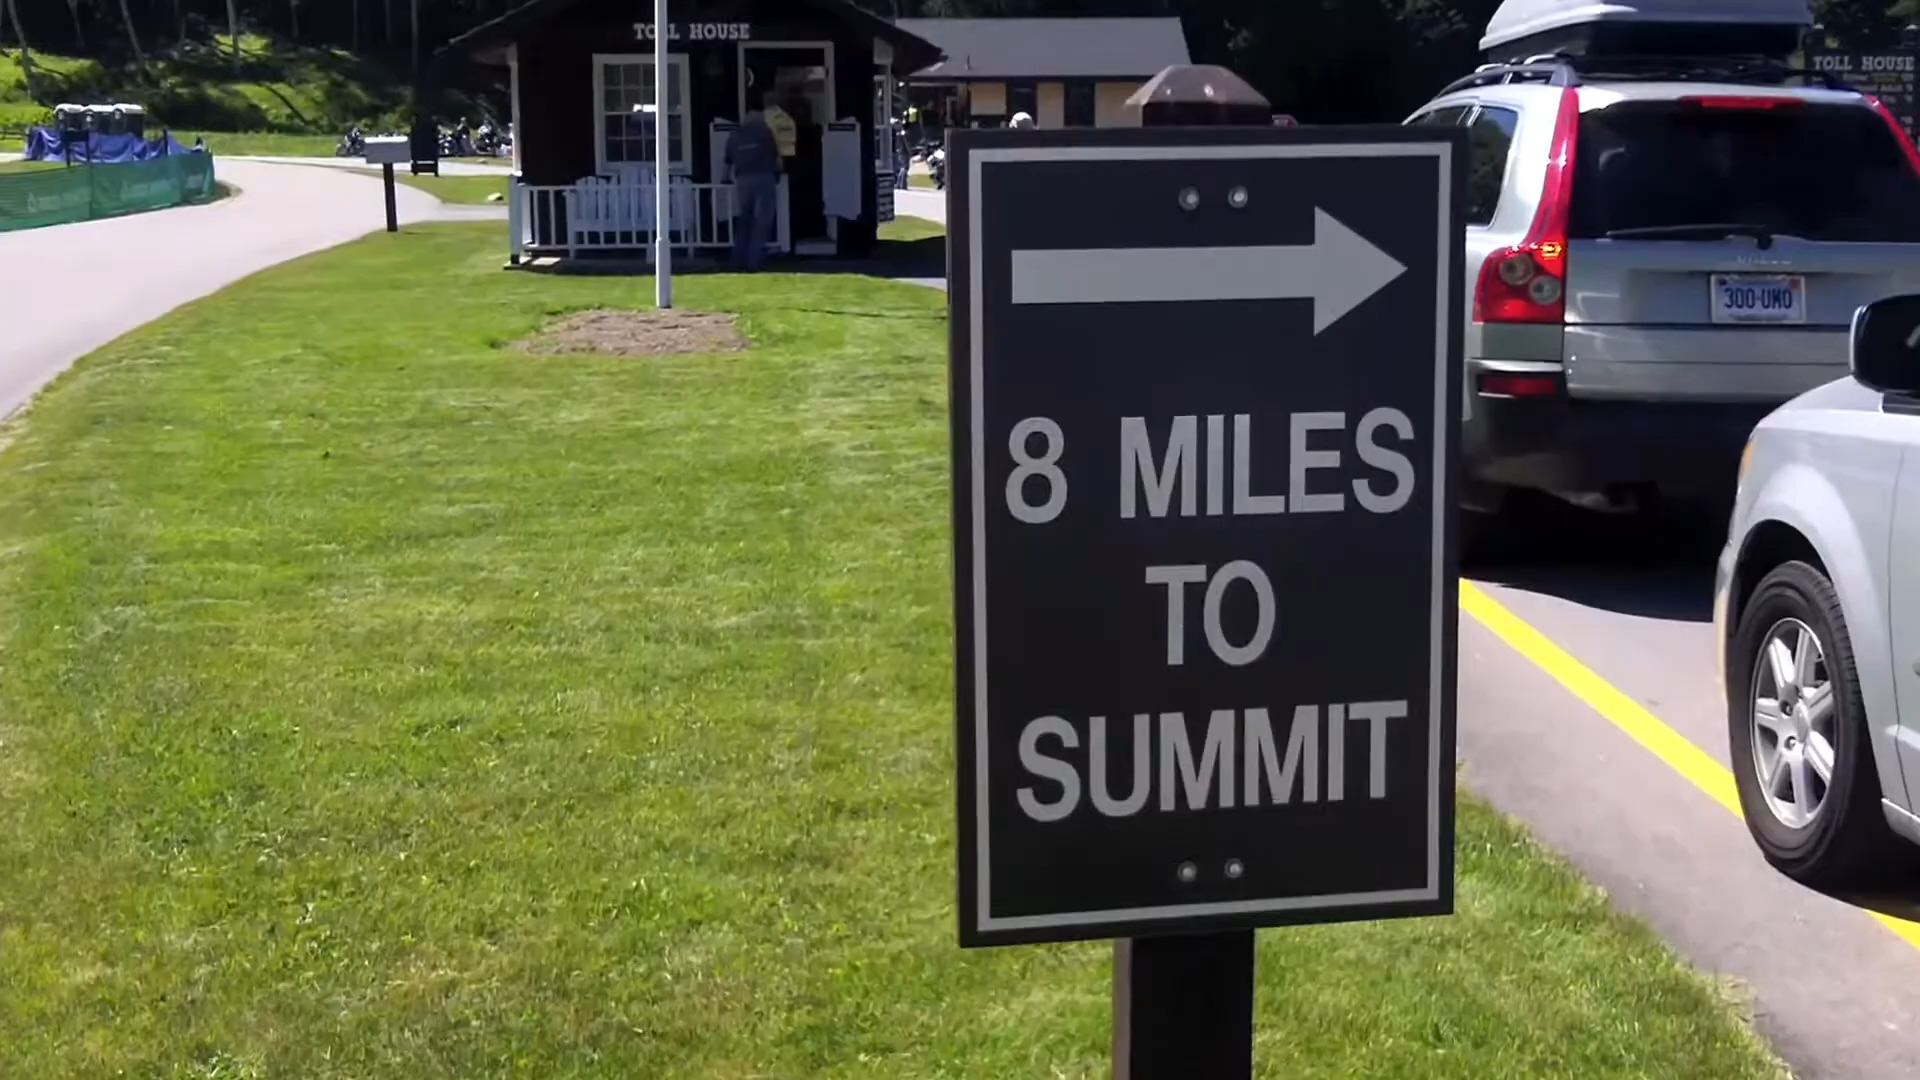 TOLL HOUSE
TOLL HOUSE
8 MILES
TO
SUMMIT
300·UMO